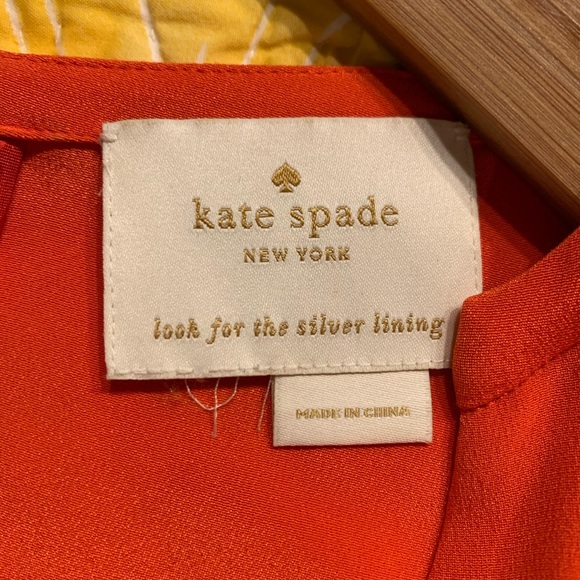 kate spade
NEW YORK
look for the silver lining
MADE IN CHINA